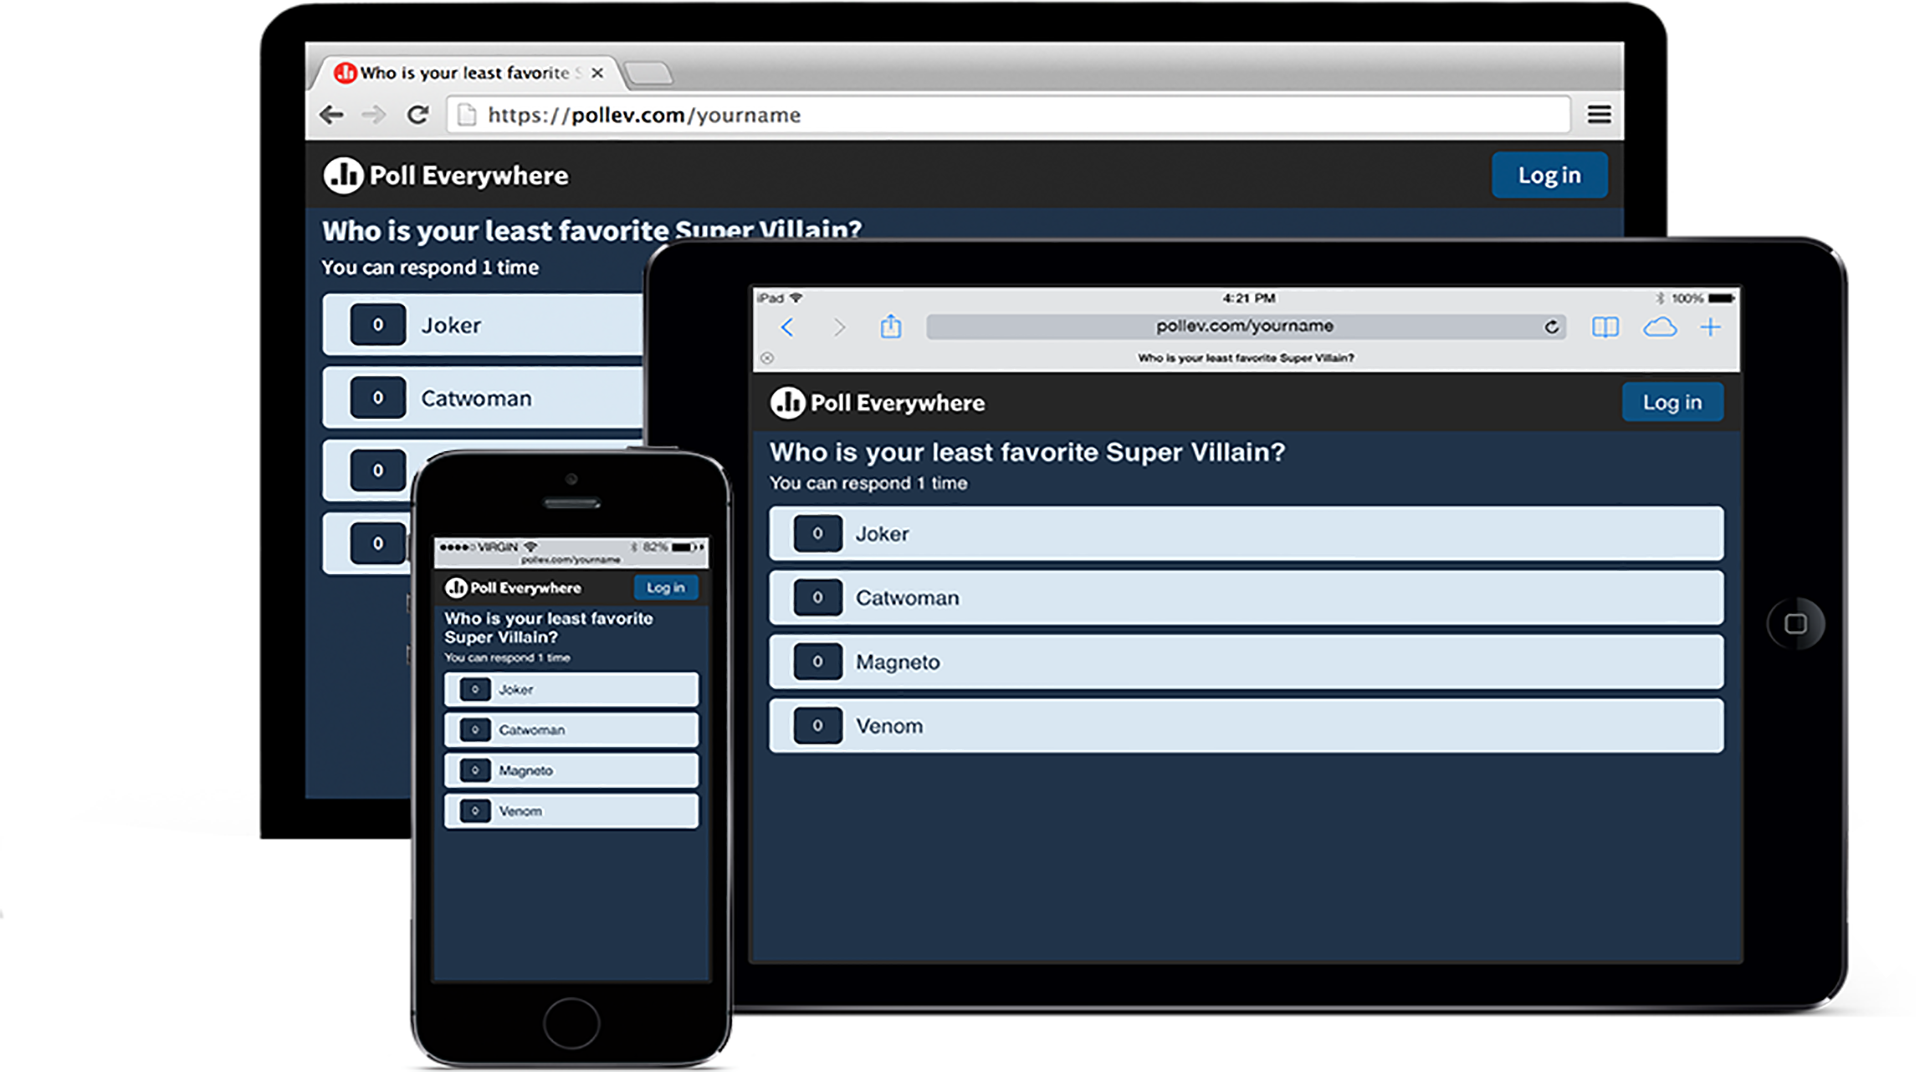 Who is your least favorite S
https://pollev.com/yourname
Poll Everywhere
Log in
Who is your least favorite Super Villain?
You can respond 1 time
0 Joker
0 Catwoman
0
0
iPad 4:21 PM 100%
pollev.com/yourname
Who is your least favorite Super Villain?
Poll Everywhere
Log in
Who is your least favorite Super Villain?
You can respond 1 time
0 Joker
0 Catwoman
0 Magneto
0 Venom
VIRGIN 82%
pollev.com/yourname
Poll Everywhere
Log in
Who is your least favorite
Super Villain?
You can respond 1 time
0 Joker
0 Catwoman
0 Magneto
0 Venom